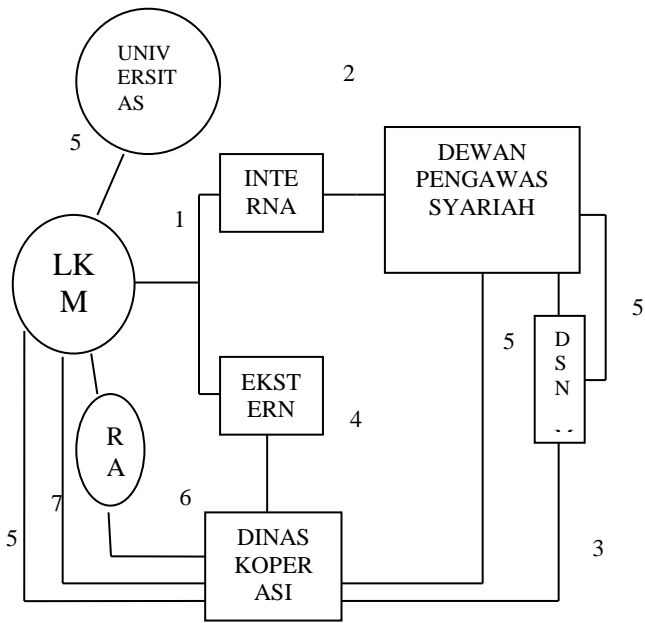 UNIV
ERSIT
AS
2
5
DEWAN
PENGAWAS
SYARIAH
INTE
RNA
1
LK
M
5
5
D
S
N
EKST
ERN
4
R
A
6
7
5
DINAS
KOPER
ASI
3